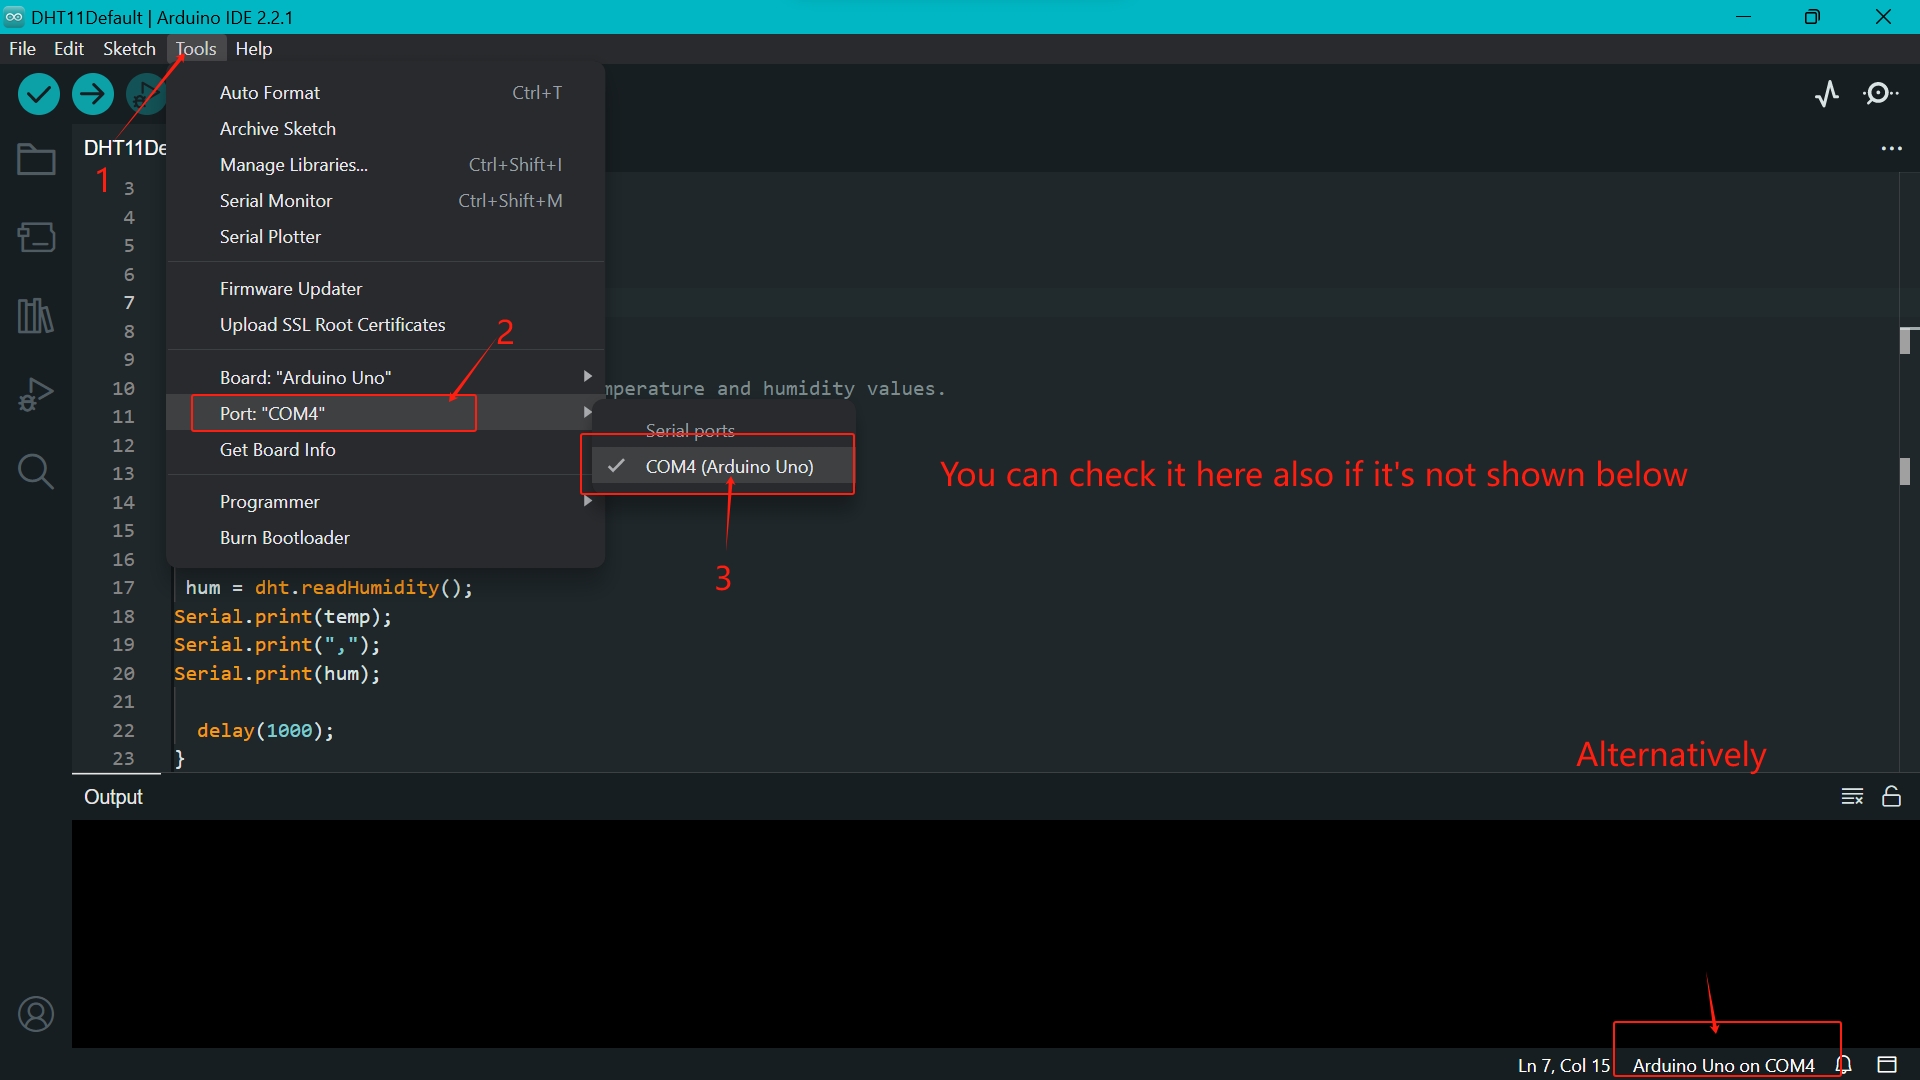 DHT11Default | Arduino IDE 2.2.1
File Edit Sketch Tools Help
Auto Format Ctrl+T
Archive Sketch
DHT11De
Manage Libraries... Ctrl+Shift+I
1
3
Serial Monitor Ctrl+Shift+M
4
Serial Plotter
5
6
Firmware Updater
7
Upload SSL Root Certificates
2
8
9
Board: "Arduino Uno"
10 mperature and humidity values.
Port: "COM4"
11
Serial ports
12
Get Board Info
COM4 (Arduino Uno)
You can check it here also if it's not shown below
13
14
Programmer
15
Burn Bootloader
16
3
17 hum = dht.readHumidity();
18 Serial.print(temp);
19 Serial.print(",");
20 Serial.print(hum);
21
22 delay(1000);
23 }
Alternatively
Output
Ln 7, Col 15 Arduino Uno on COM4